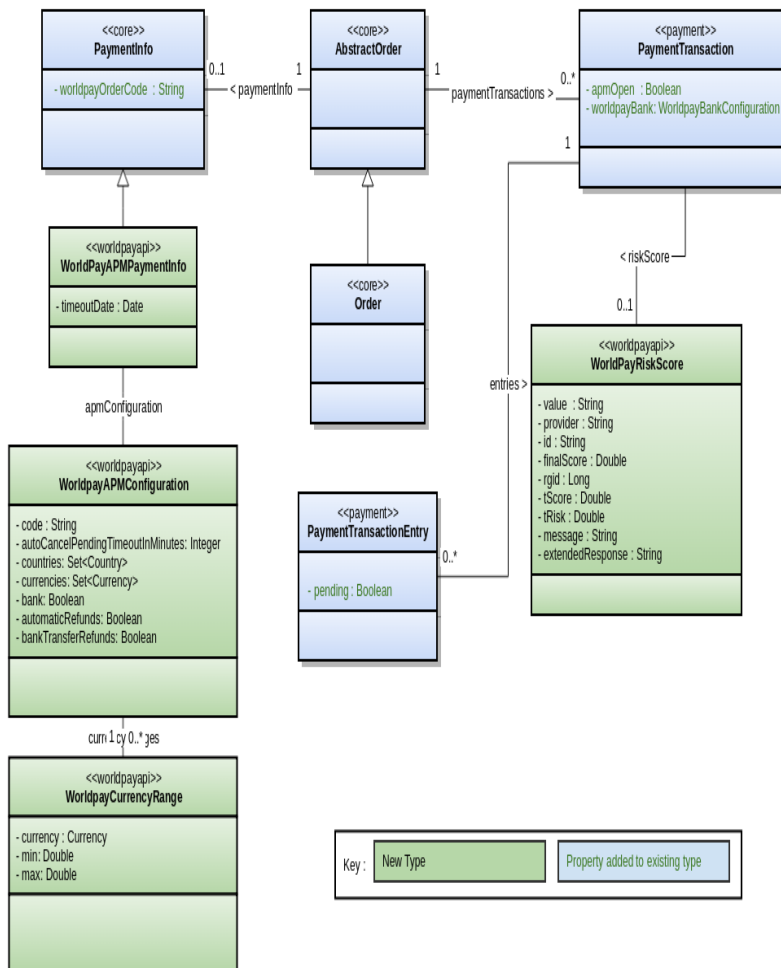 <<core>>
PaymentInfo
- worldpayOrderCode : String
0..1
< paymentInfo
1
<<core>>
AbstractOrder
1
paymentTransactions >
0..*
<<payment>>
PaymentTransaction
- apmOpen : Boolean
- worldpayBank: WorldpayBankConfiguration
1
<<worldpayapi>>
WorldPayAPMPaymentInfo
- timeoutDate : Date
<<core>>
Order
< riskScore
0..1
<<worldpayapi>>
WorldPayRiskScore
- value : String
- provider : String
- id : String
- finalScore : Double
- rgid : Long
- tScore : Double
- tRisk : Double
- message : String
- extendedResponse : String
entries >
apmConfiguration
<<worldpayapi>>
WorldpayAPMConfiguration
- code : String
- autoCancelPendingTimeoutInMinutes: Integer
- countries: Set<Country>
- currencies: Set<Currency>
- bank: Boolean
- automaticRefunds: Boolean
- bankTransferRefunds: Boolean
<<payment>>
PaymentTransactionEntry
- pending : Boolean
0..*
1
0..*
<<worldpayapi>>
WorldpayCurrencyRange
- currency : Currency
- min: Double
- max: Double
Key :
New Type
Property added to existing type